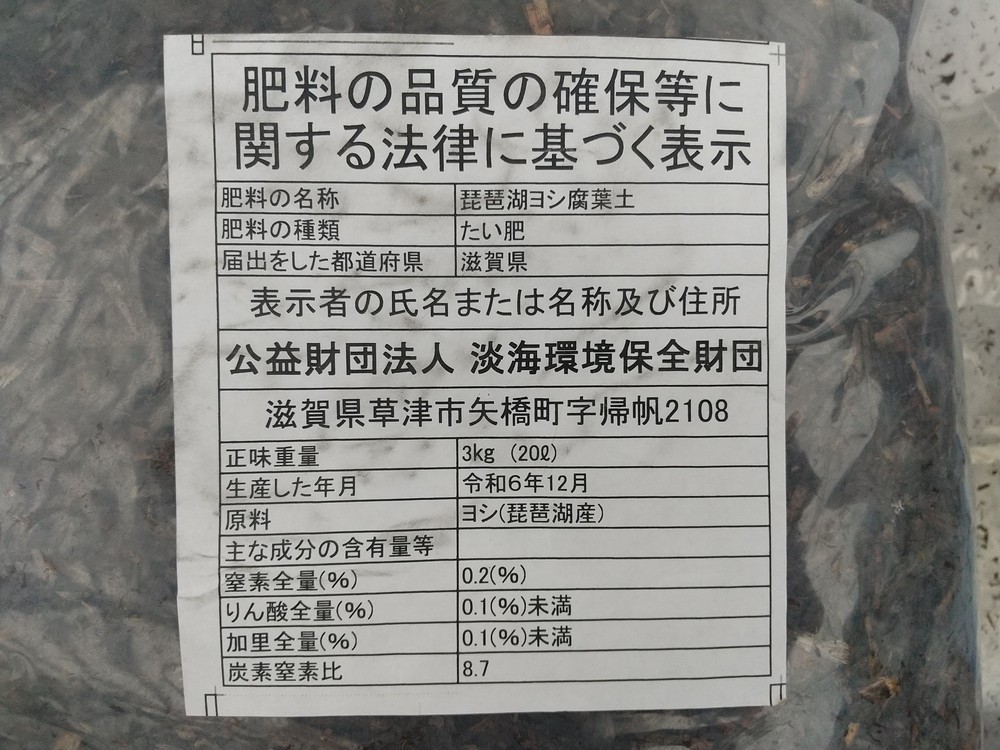 肥料の品質の確保等に
関する法律に基づく表示
肥料の名称 琵琶湖ヨシ腐葉土
肥料の種類 たい肥
届出をした都道府県 滋賀県
表示者の氏名または名称及び住所
公益財団法人 淡海環境保全財団
滋賀県草津市矢橋町字帰帆2108
正味重量 3kg (20ℓ)
生産した年月 令和6年12月
原料 ヨシ(琵琶湖産)
主な成分の含有量等
窒素全量(%) 0.2(%)
りん酸全量(%) 0.1(%)未満
加里全量(%) 0.1(%)未満
炭素窒素比 8.7